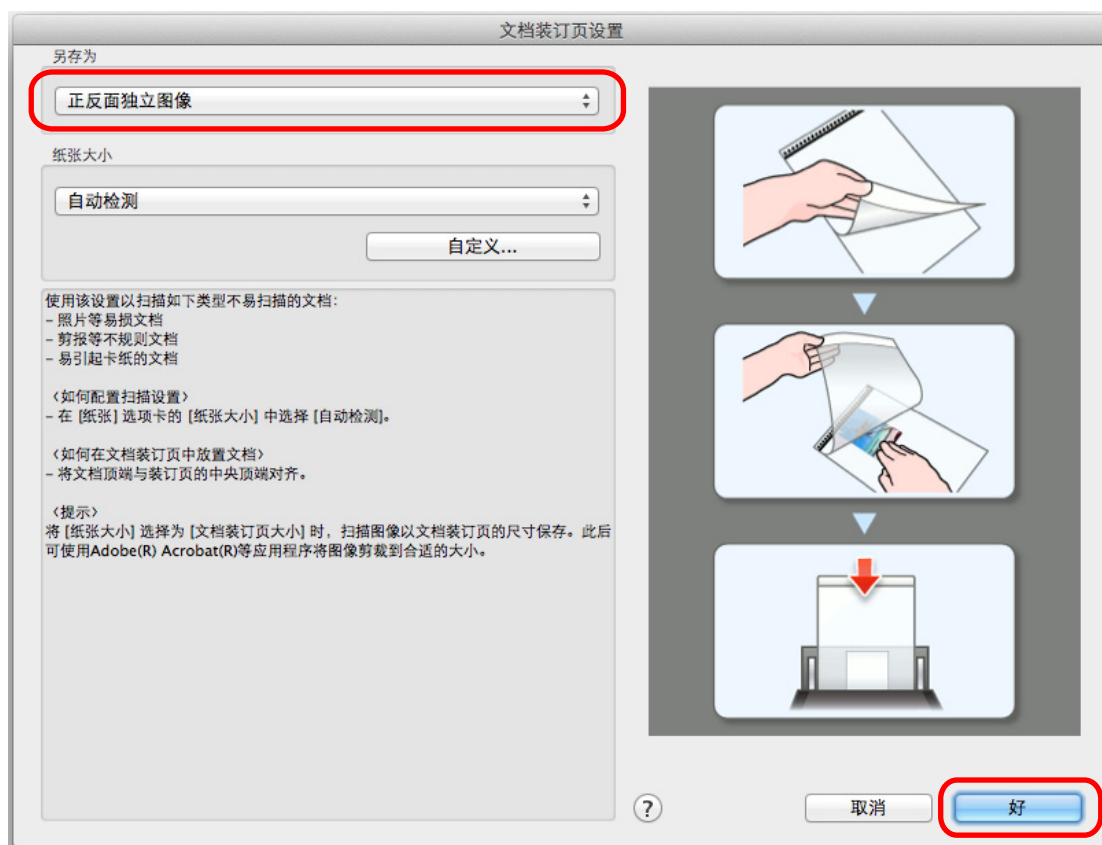 文档装订页设置
另存为
正反面独立图像
纸张大小
自动检测
自定义...
使用该设置以扫描如下类型不易扫描的文档：
- 照片等易损文档
- 剪报等不规则文档
- 易引起卡纸的文档
〈如何配置扫描设置〉
- 在 [纸张] 选项卡的 [纸张大小] 中选择 [自动检测]。
〈如何在文档装订页中放置文档〉
- 将文档顶端与装订页的中央顶端对齐。
〈提示〉
将 [纸张大小] 选择为 [文档装订页大小] 时，扫描图像以文档装订页的尺寸保存。此后
可使用Adobe(R) Acrobat(R)等应用程序将图像剪裁到合适的大小。
?
取消
好